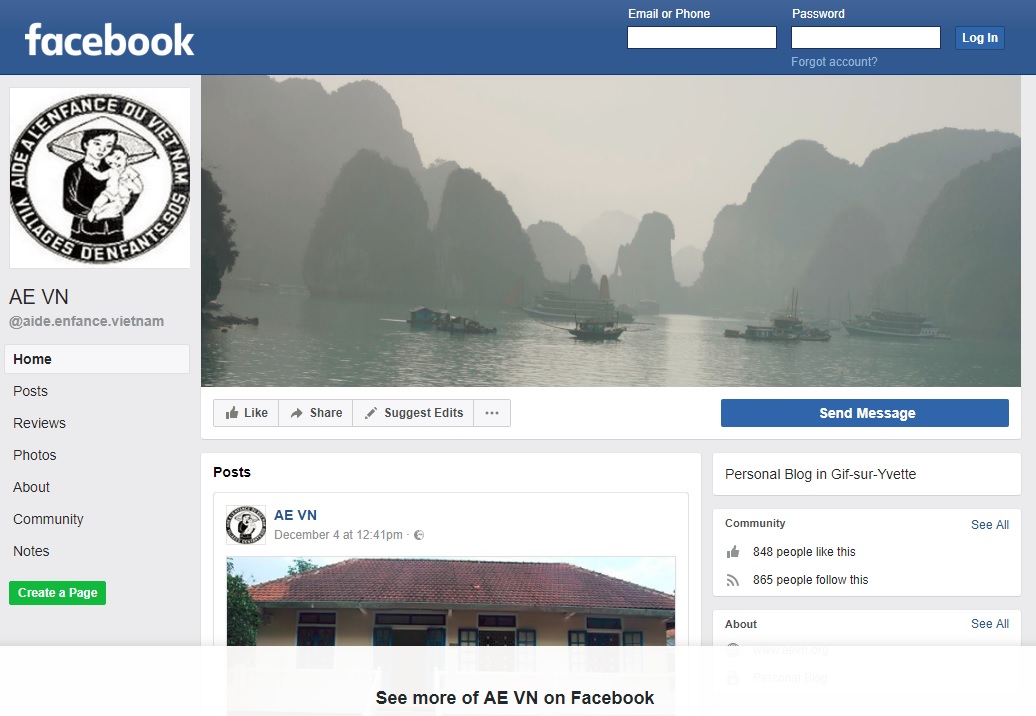 facebook
Email or Phone
Password
Log In
Forgot account?
AIDE A L'ENFANCE DU VIET NAM SOS VILLAGES D'ENFANTS
AE VN
@aide.enfance.vietnam
Home
Posts
Reviews
Photos
About
Community
Notes
Create a Page
Like
Share
Suggest Edits
Send Message
Posts
AE VN
December 4 at 12:41pm ·
Personal Blog in Gif-sur-Yvette
Community
See All
848 people like this
865 people follow this
About
See All
Personal Blog
See more of AE VN on Facebook